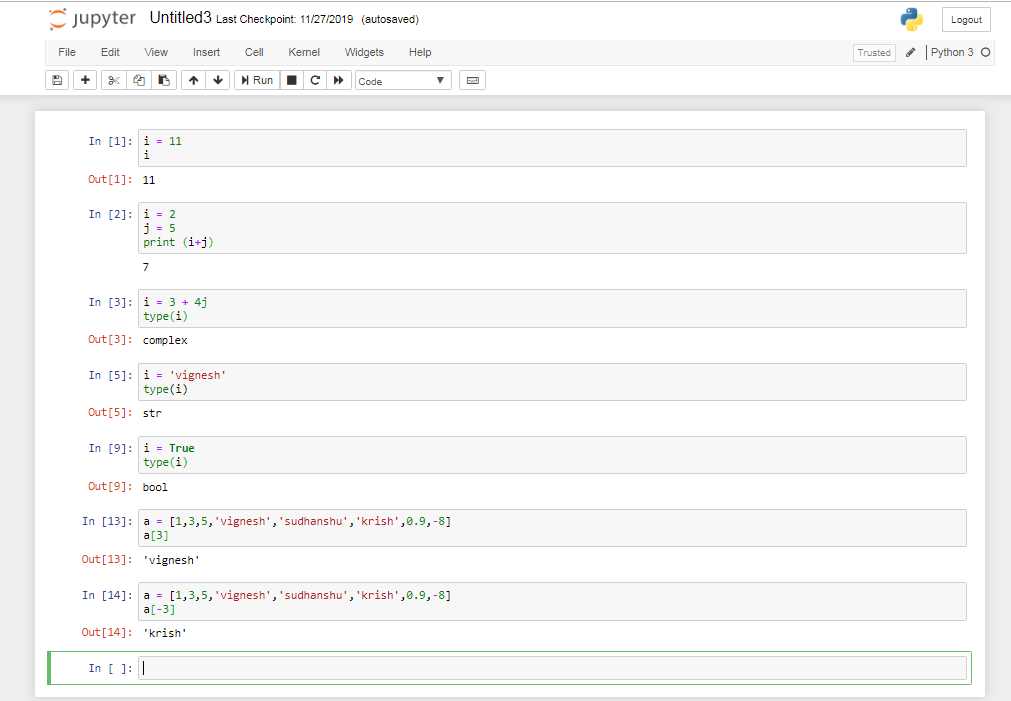 jupyter Untitled3 Last Checkpoint: 11/27/2019 (autosaved) Logout
File Edit View Insert Cell Kernel Widgets Help Trusted Python 3
Run Code
In [1]: i = 11
i
Out[1]: 11
In [2]: i = 2
j = 5
print (i+j)
7
In [3]: i = 3 + 4j
type(i)
Out[3]: complex
In [5]: i = 'vignesh'
type(i)
Out[5]: str
In [9]: i = True
type(i)
Out[9]: bool
In [13]: a = [1,3,5,'vignesh','sudhanshu','krish',0.9,-8]
a[3]
Out[13]: 'vignesh'
In [14]: a = [1,3,5,'vignesh','sudhanshu','krish',0.9,-8]
a[-3]
Out[14]: 'krish'
In [ ]: